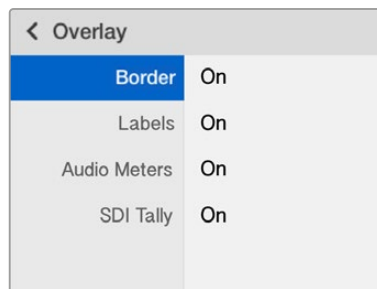 Overlay
Border On
Labels On
Audio Meters On
SDI Tally On